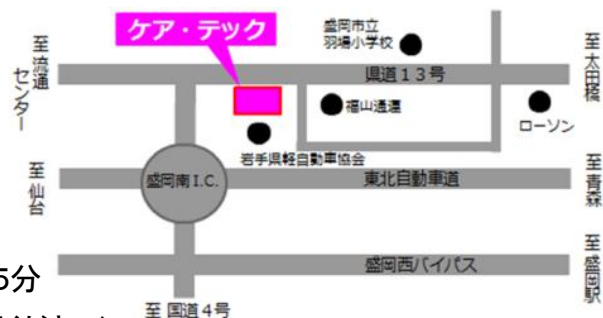 ケア・テック
盛岡市立
羽場小学校
至流通
センター
県道13号
至太田橋
福山通運
ローソン
岩手県軽自動車協会
至仙台
盛岡南I.C.
東北自動車道
至青森
盛岡西バイパス
至盛岡駅
5分
至 国道4号